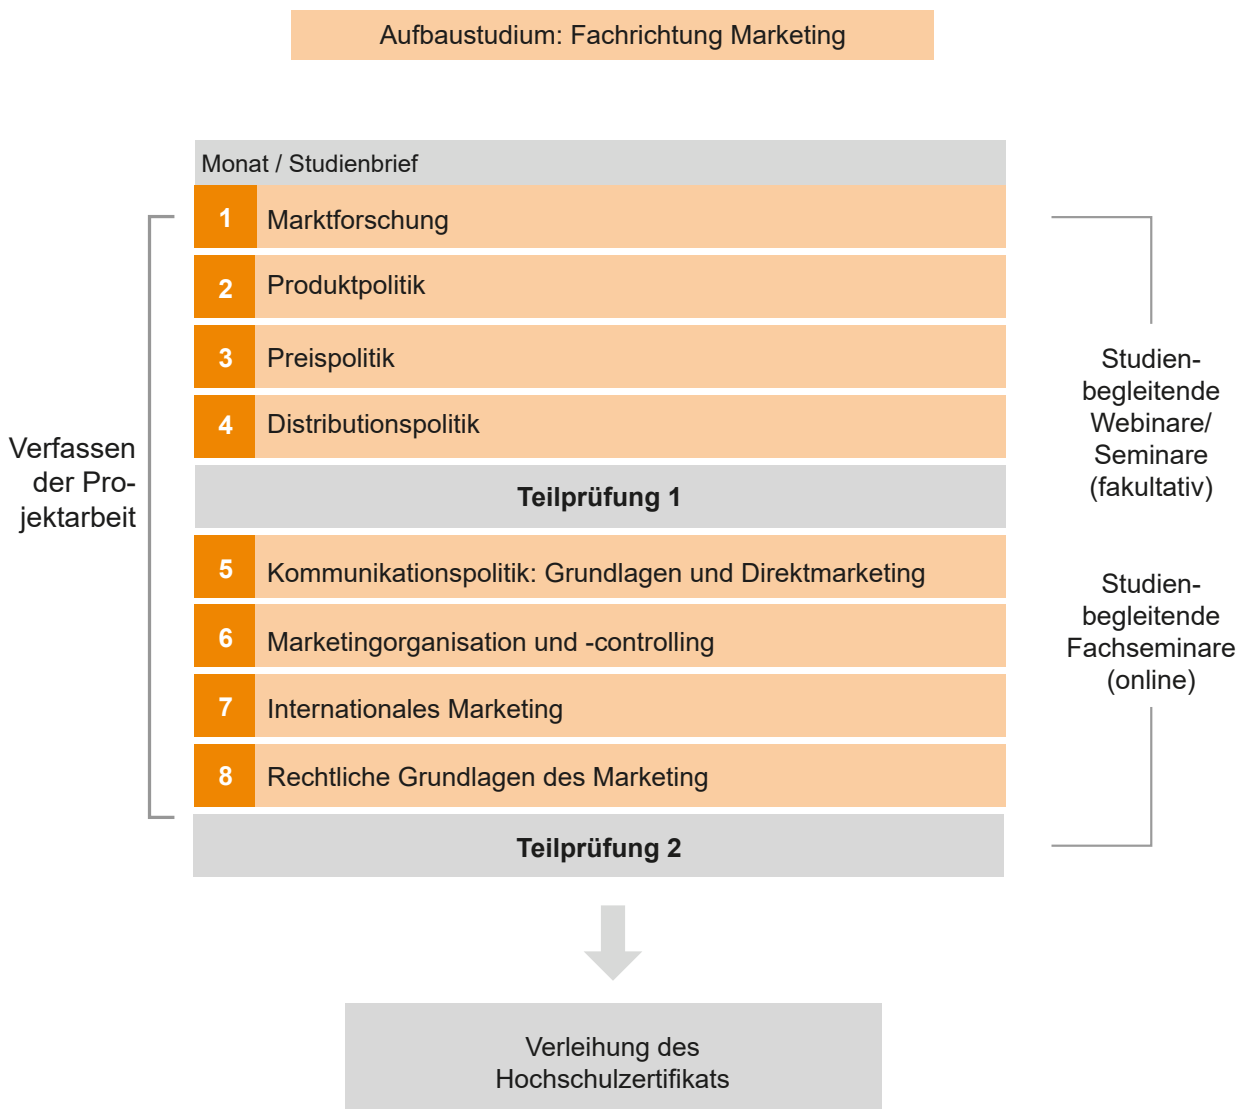 Aufbaustudium: Fachrichtung Marketing
Monat / Studienbrief
1 Marktforschung
2 Produktpolitik
3 Preispolitik
4 Distributionspolitik
Teilprüfung 1
5 Kommunikationspolitik: Grundlagen und Direktmarketing
6 Marketingorganisation und -controlling
7 Internationales Marketing
8 Rechtliche Grundlagen des Marketing
Teilprüfung 2
Verfassen
der Pro-
jektarbeit
Studien-
begleitende
Webinare/
Seminare
(fakultativ)
Studien-
begleitende
Fachseminare
(online)
Verleihung des
Hochschulzertifikats